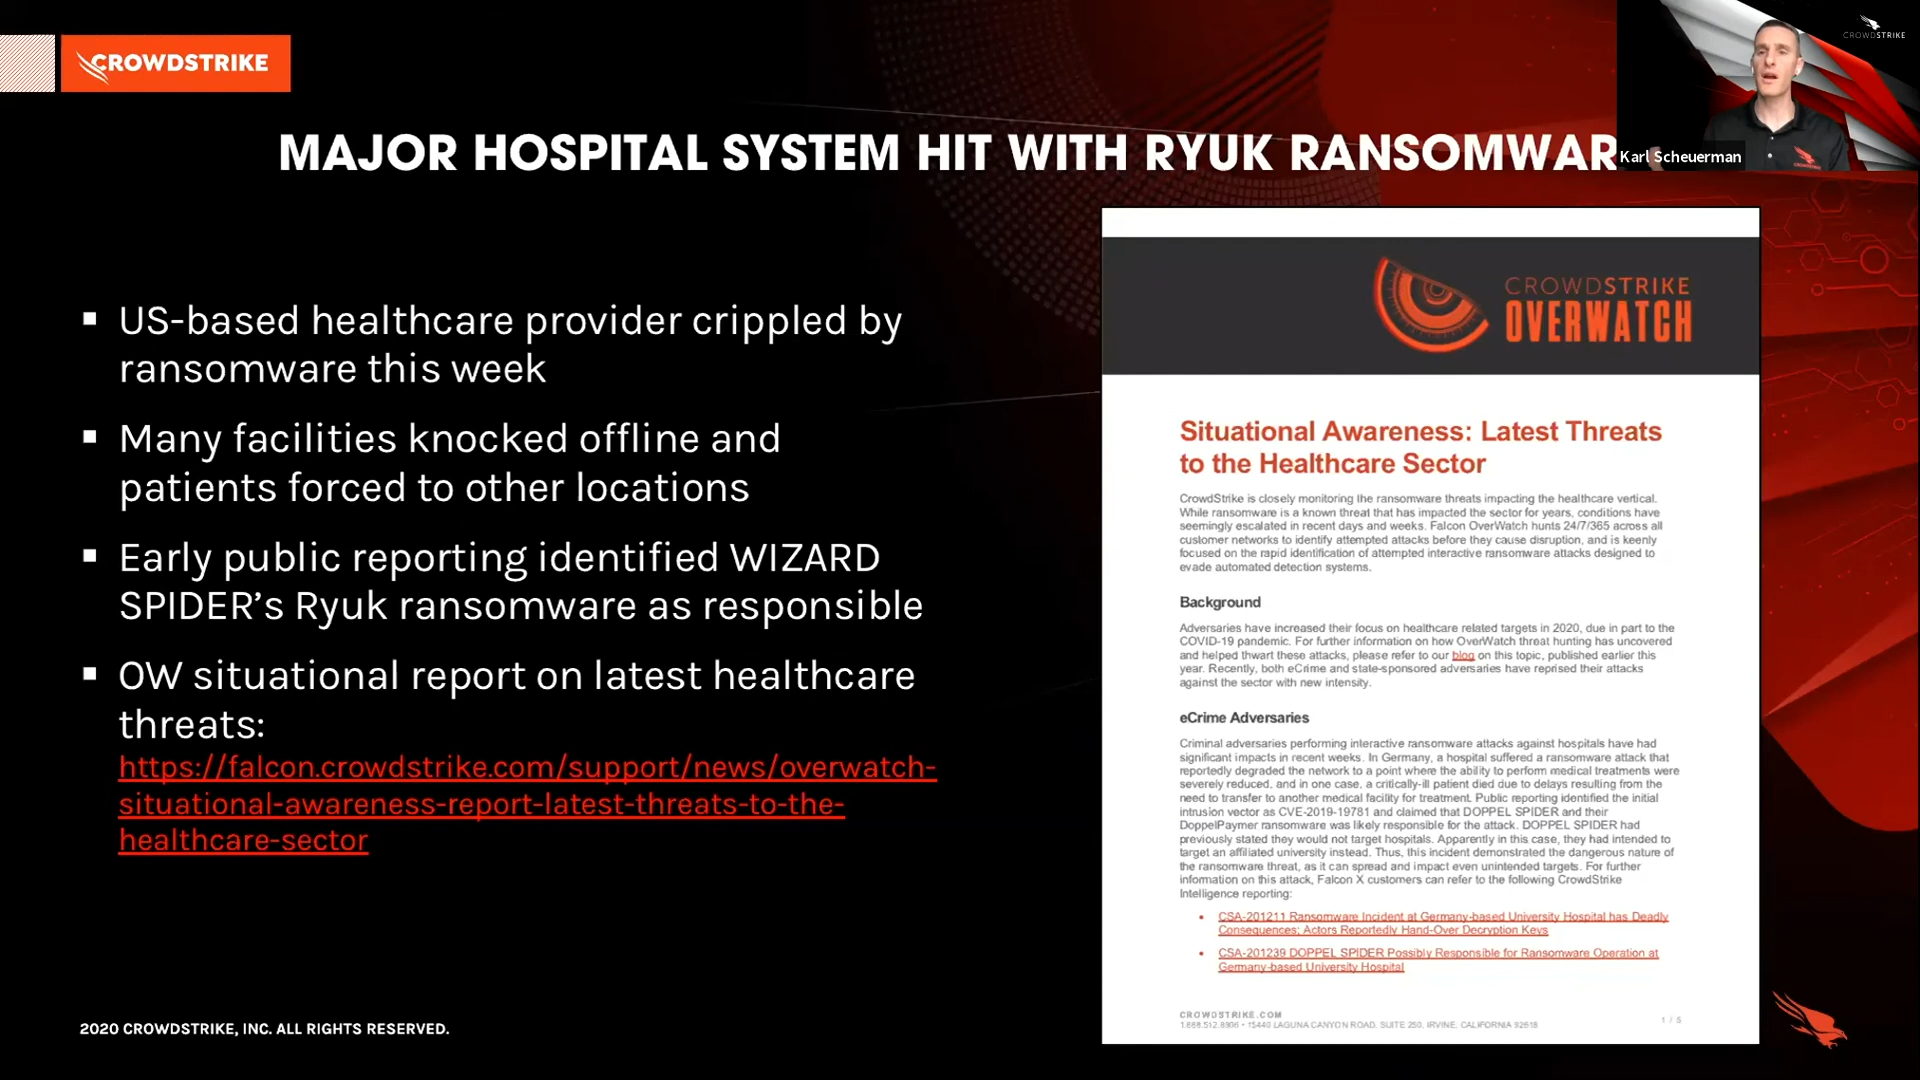 CROWDSTRIKE
CROWDSTRIKE
MAJOR HOSPITAL SYSTEM HIT WITH RYUK RANSOMWAR
Karl Scheuerman
▪ US-based healthcare provider crippled by
ransomware this week
▪ Many facilities knocked offline and
patients forced to other locations
▪ Early public reporting identified WIZARD
SPIDER’s Ryuk ransomware as responsible
▪ OW situational report on latest healthcare
threats:
https://falcon.crowdstrike.com/support/news/overwatch-
situational-awareness-report-latest-threats-to-the-
healthcare-sector
2020 CROWDSTRIKE, INC. ALL RIGHTS RESERVED.
CROWDSTRIKE
OVERWATCH
Situational Awareness: Latest Threats
to the Healthcare Sector
CrowdStrike is closely monitoring the ransomware threats impacting the healthcare vertical.
While ransomware is a known threat that has impacted the sector for years, conditions have
seemingly escalated in recent days and weeks. Falcon OverWatch hunts 24/7/365 across all
customer networks to identify attempted attacks before they cause disruption, and is keenly
focused on the rapid identification of attempted interactive ransomware attacks designed to
evade automated detection systems.
Background
Adversaries have increased their focus on healthcare related targets in 2020, due in part to the
COVID-19 pandemic. For further information on how OverWatch threat hunting has uncovered
and helped thwart these attacks, please refer to our blog on this topic, published earlier this
year. Recently, both eCrime and state-sponsored adversaries have reprised their attacks
against the sector with new intensity.
eCrime Adversaries
Criminal adversaries performing interactive ransomware attacks against hospitals have had
significant impacts in recent weeks. In Germany, a hospital suffered a ransomware attack that
reportedly degraded the network to a point where the ability to perform medical treatments were
severely reduced, and in one case, a critically-ill patient died due to delays resulting from the
need to transfer to another medical facility for treatment. Public reporting identified the initial
intrusion vector as CVE-2019-19781 and claimed that DOPPEL SPIDER and their
DoppelPaymer ransomware was likely responsible for the attack. DOPPEL SPIDER had
previously stated they would not target hospitals. Apparently in this case, they had intended to
target an affiliated university instead. Thus, this incident demonstrated the dangerous nature of
the ransomware threat, as it can spread and impact even unintended targets. For further
information on this attack, Falcon X customers can refer to the following CrowdStrike
Intelligence reporting:
• CSA-201211 Ransomware Incident at Germany-based University Hospital has Deadly
Consequences; Actors Reportedly Hand-Over Decryption Keys
• CSA-201239 DOPPEL SPIDER Possibly Responsible for Ransomware Operation at
Germany-based University Hospital
CROWDSTRIKE.COM
1.888.512.8906 • 15440 LAGUNA CANYON ROAD, SUITE 250, IRVINE, CALIFORNIA 92618
1 / 5